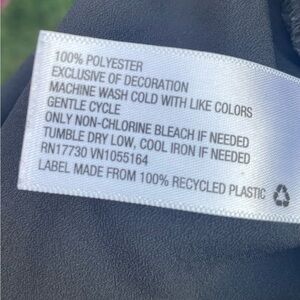 100% POLYESTER
EXCLUSIVE OF DECORATION
MACHINE WASH COLD WITH LIKE COLORS
GENTLE CYCLE
ONLY NON-CHLORINE BLEACH IF NEEDED
TUMBLE DRY LOW, COOL IRON IF NEEDED
RN17730 VN1055164
LABEL MADE FROM 100% RECYCLED PLASTIC